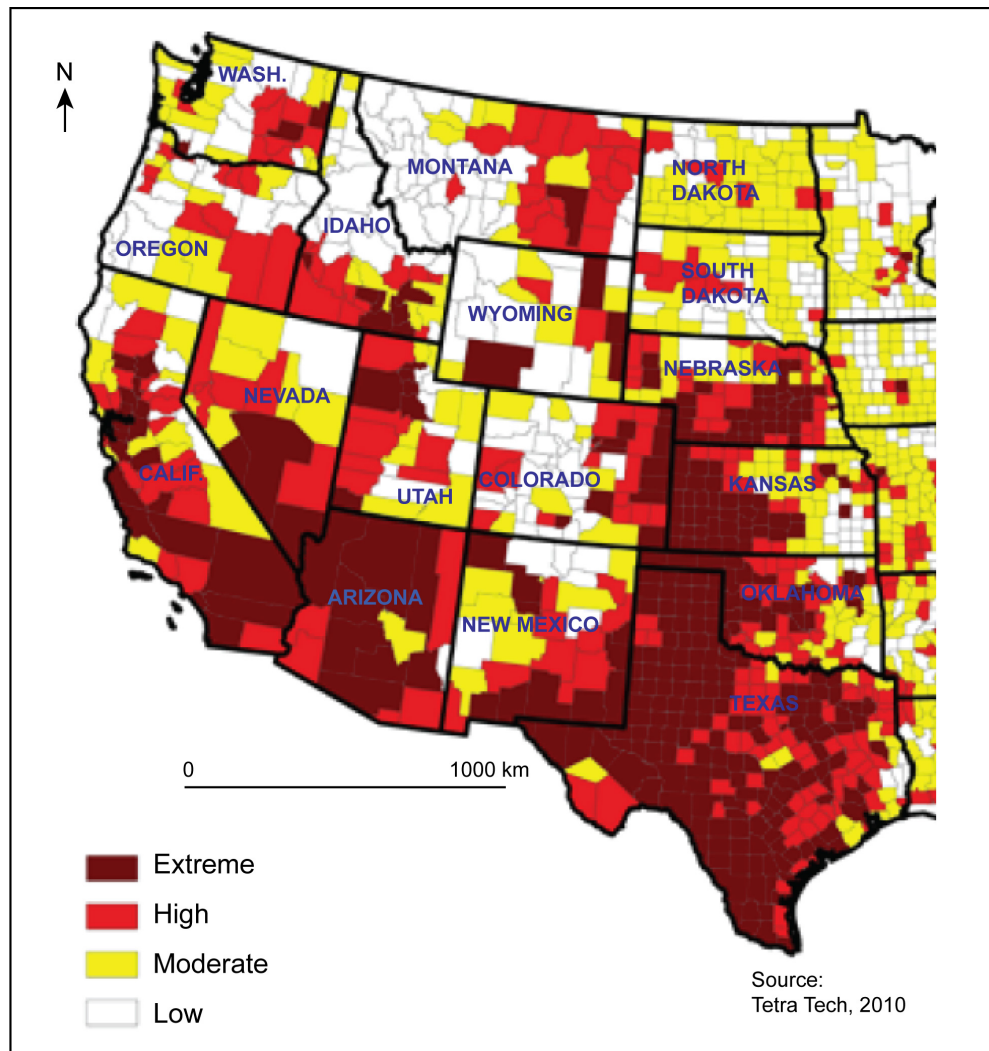 N
WASH.
MONTANA
NORTH
DAKOTA
OREGON
IDAHO
SOUTH
DAKOTA
WYOMING
NEBRASKA
NEVADA
CALIF.
UTAH
COLORADO
KANSAS
ARIZONA
NEW MEXICO
OKLAHOMA
TEXAS
0 1000 km
Extreme
High
Moderate
Low
Source:
Tetra Tech, 2010